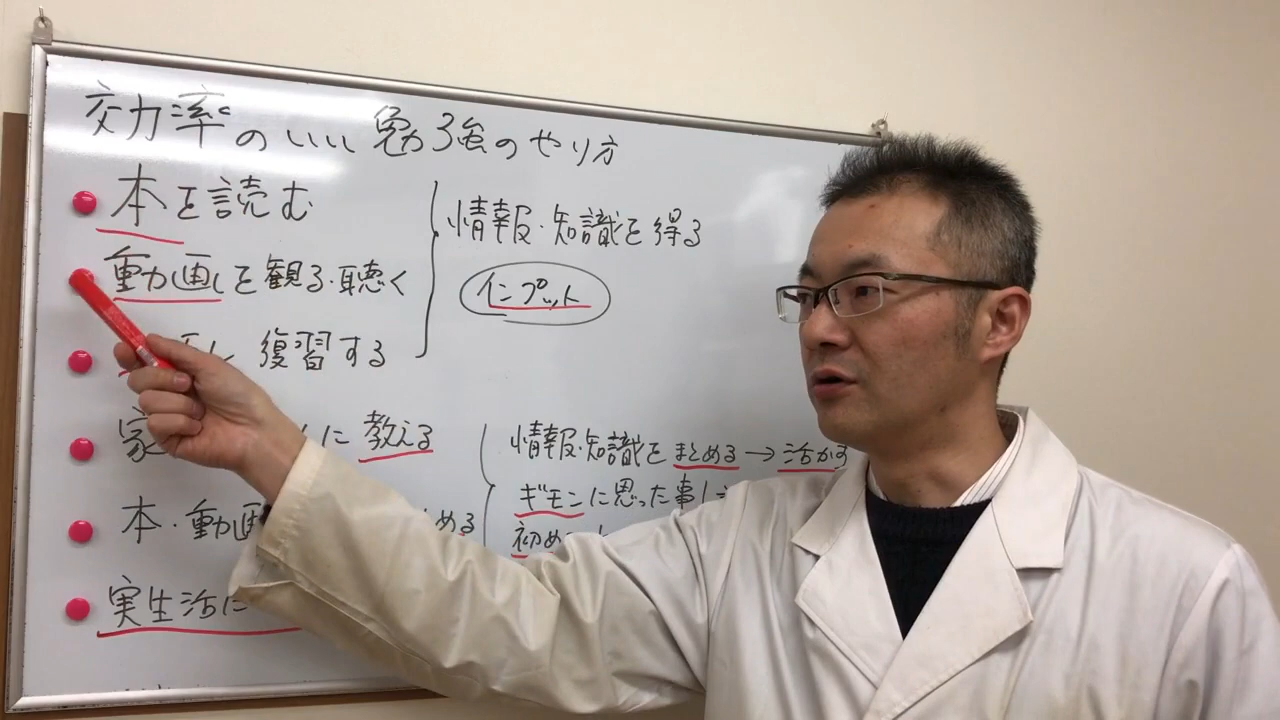 効率のいい勉強のやり方
本を読む
動画を観る・聴く
復習する
情報・知識を得る
インプット
家 に 教える
本・動画 める
実生活に
情報・知識をまとめる→活かす
ギモンに思った事
初め